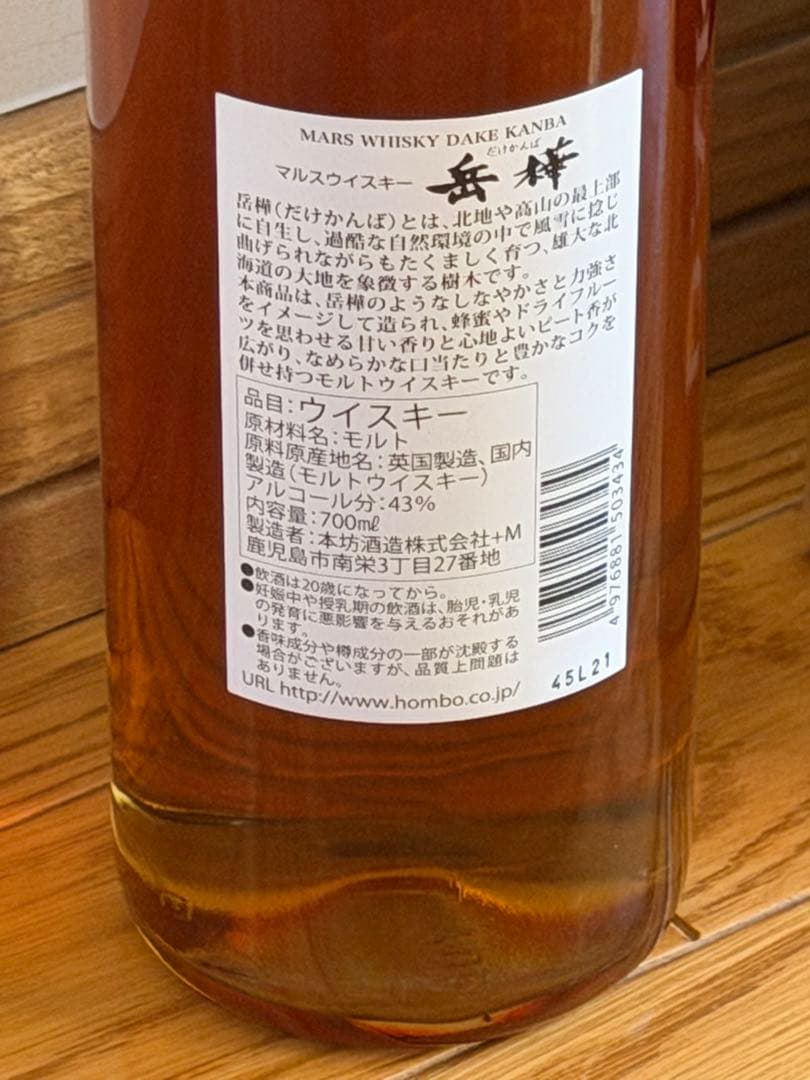 MARS WHISKY DAKE KANBA
だけかんば
マルスウイスキー 岳樺
岳樺（だけかんば）とは、北地や高山の最上部
に自生し、過酷な自然環境の中で風雪に捻じ
曲げられながらもたくましく育つ、雄大な北
海道の大地を象徴する樹木です。
本商品は、岳樺のようなしなやかさと力強さ
をイメージして造られ、蜂蜜やドライフルー
ツを思わせる甘い香りと心地よいピート香が
広がり、なめらかな口当たりと豊かなコクを
併せ持つモルトウイスキーです。
品目：ウイスキー
原材料名：モルト
原料原産地名：英国製造、国内
製造（モルトウイスキー）
アルコール分：43%
内容量：700㎖
製造者：本坊酒造株式会社+M
鹿児島市南栄3丁目27番地
●飲酒は20歳になってから。
●妊娠中や授乳期の飲酒は、胎児・乳児
の発育に悪影響を与えるおそれがあ
ります。
●香味成分や樽成分の一部が沈殿する
場合がございますが、品質上問題は
ありません。
URL http://www.hombo.co.jp/
4 976881 503434
45L21